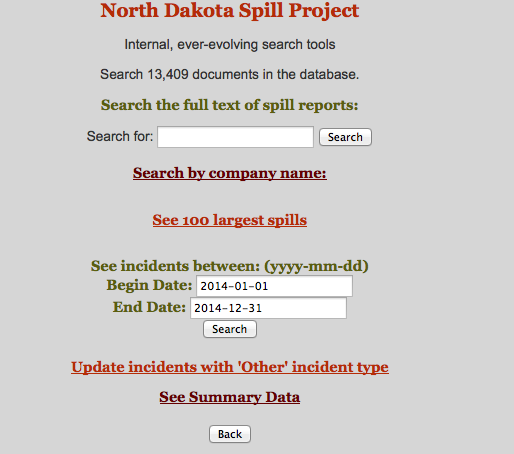 North Dakota Spill Project
Internal, ever-evolving search tools
Search 13,409 documents in the database.
Search the full text of spill reports:
Search for: Search
Search by company name:
See 100 largest spills
See incidents between: (yyyy-mm-dd)
Begin Date: 2014-01-01
End Date: 2014-12-31
Search
Update incidents with 'Other' incident type
See Summary Data
Back